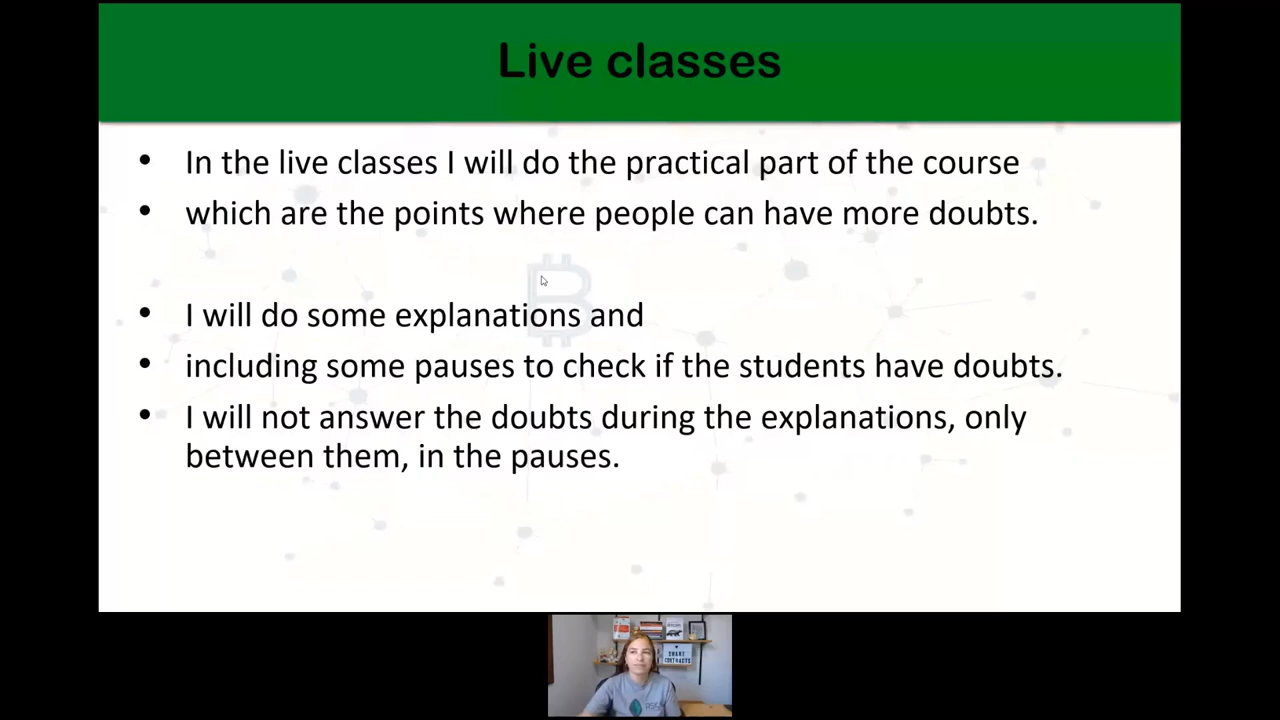 Live classes
• In the live classes I will do the practical part of the course
• which are the points where people can have more doubts.
• I will do some explanations and
• including some pauses to check if the students have doubts.
• I will not answer the doubts during the explanations, only
between them, in the pauses.
SMART
CONTRACTS